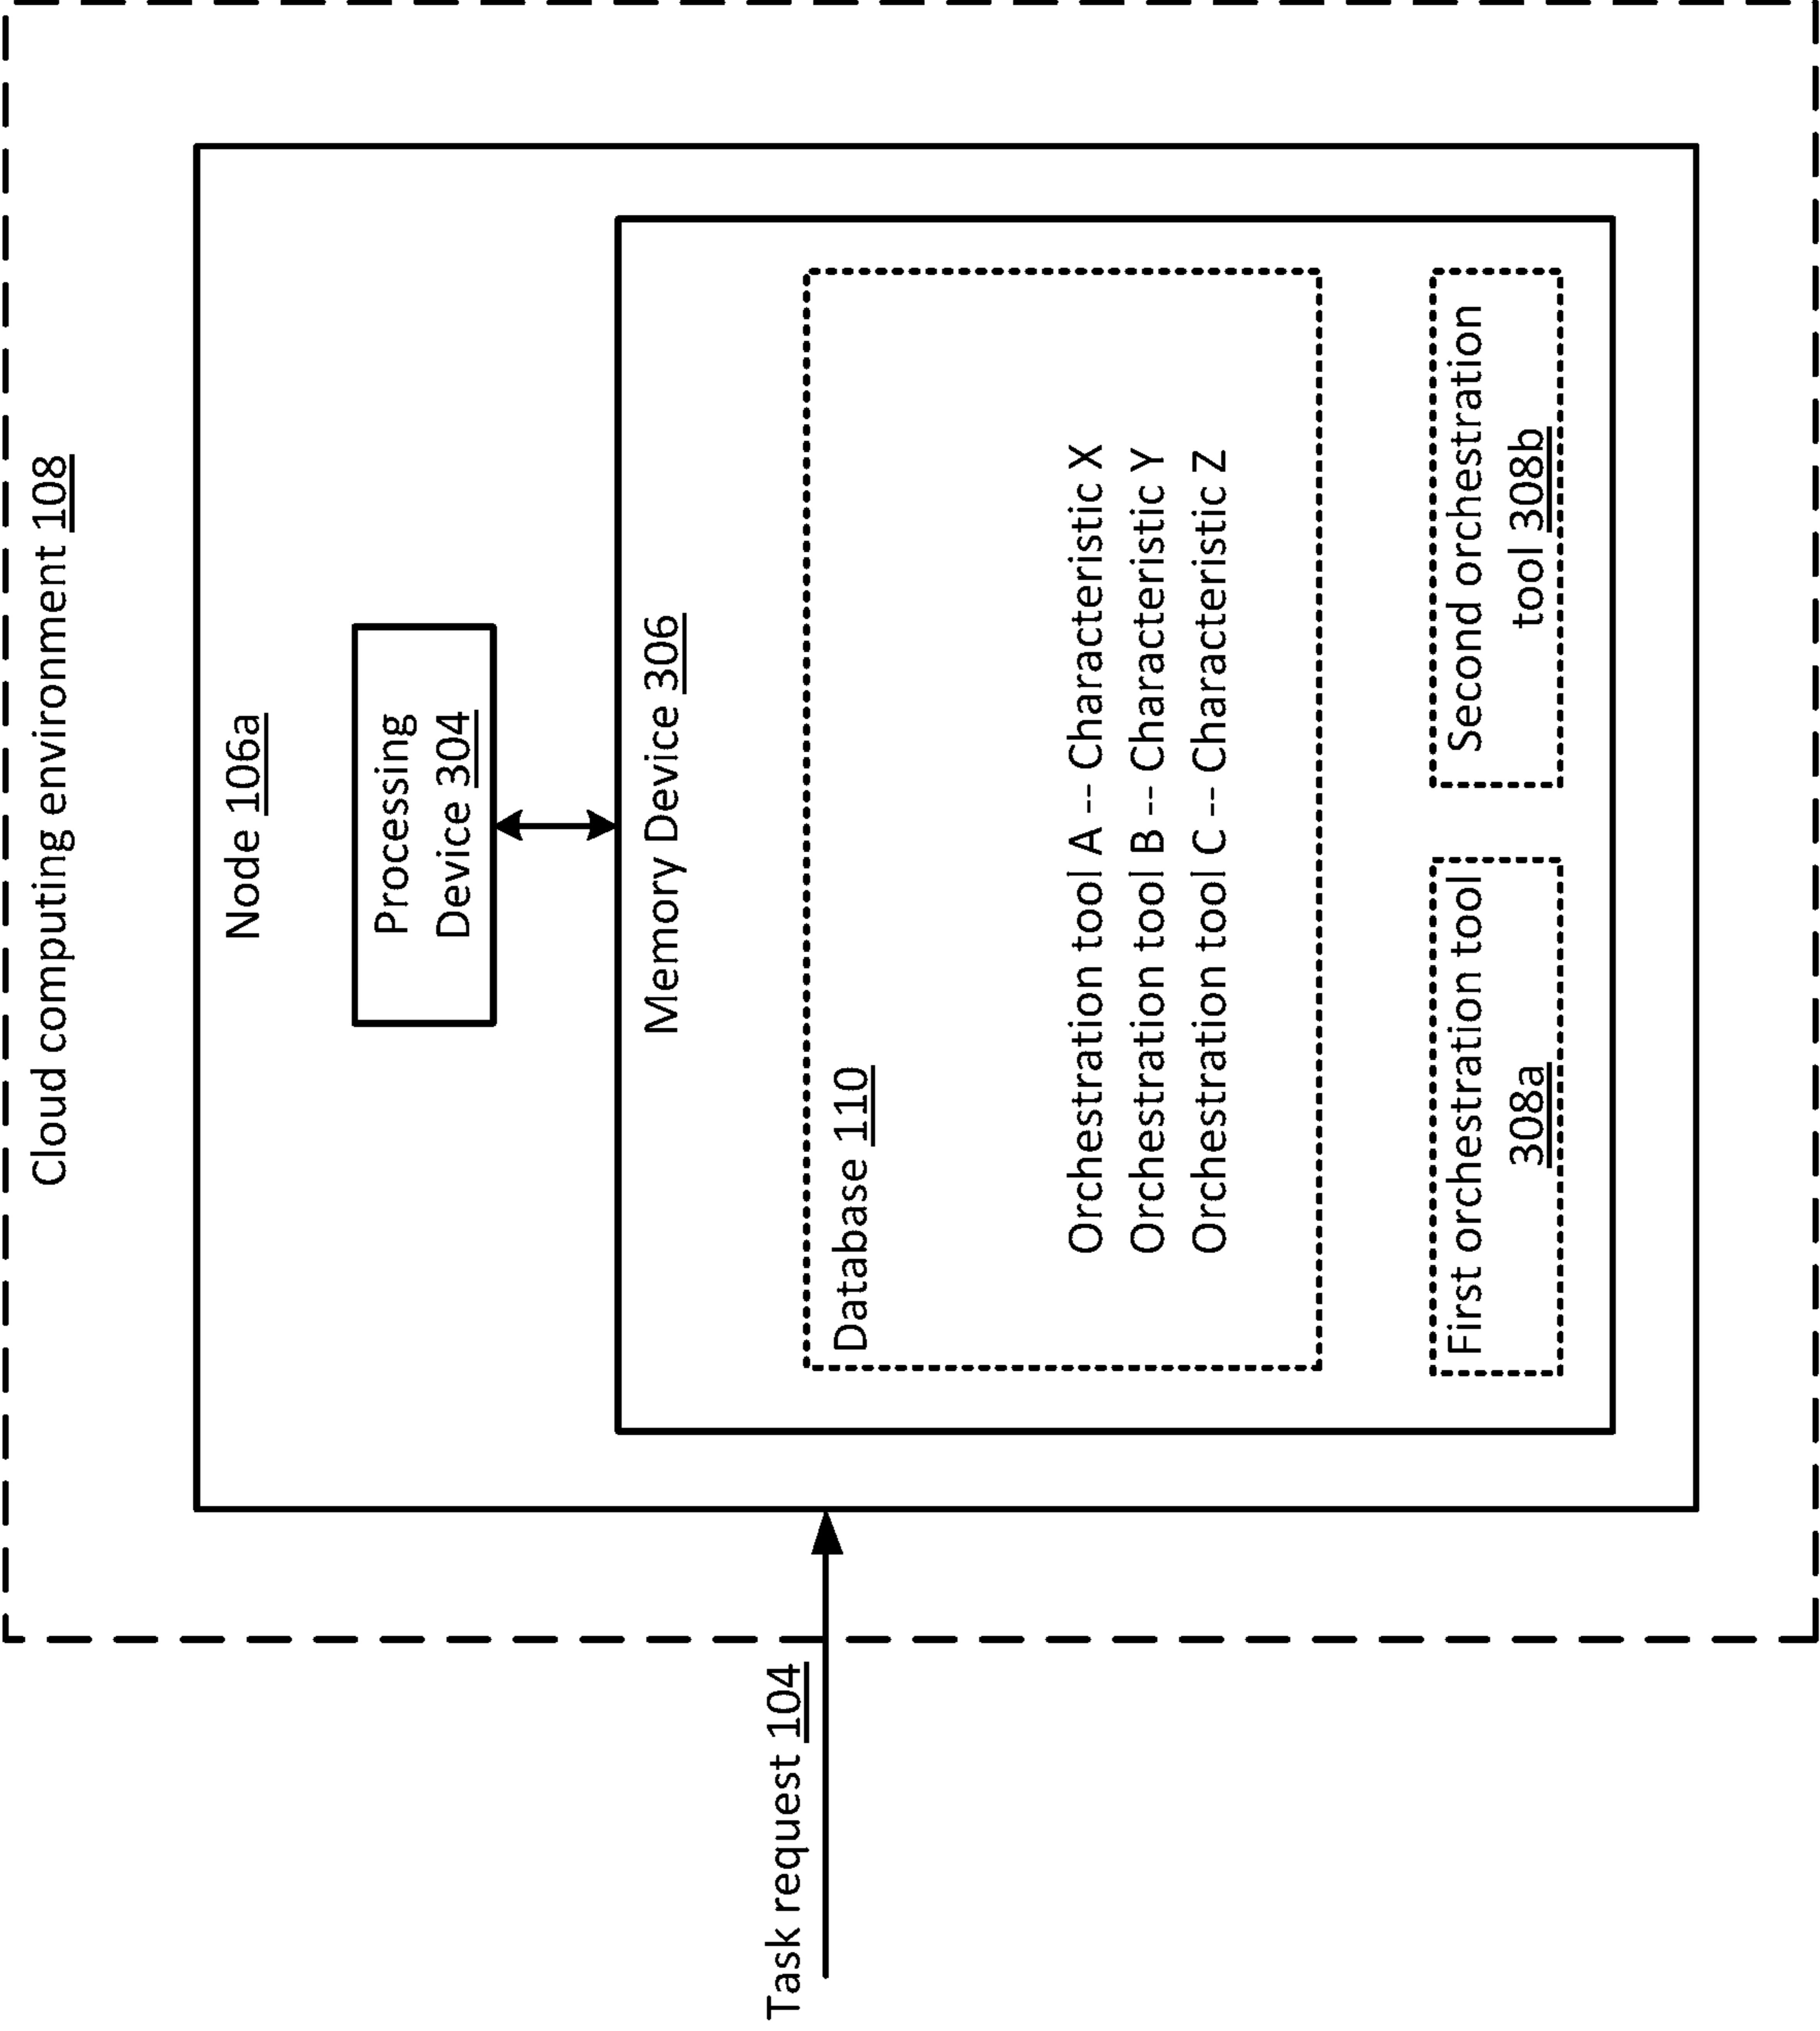 Cloud computing environment 108
Node 106a
Processing
Device 304
Task request 104
Memory Device 306
Database 110
Orchestration tool A -- Characteristic X
Orchestration tool B -- Characteristic Y
Orchestration tool C -- Characteristic Z
First orchestration tool
308a
Second orchestration
tool 308b